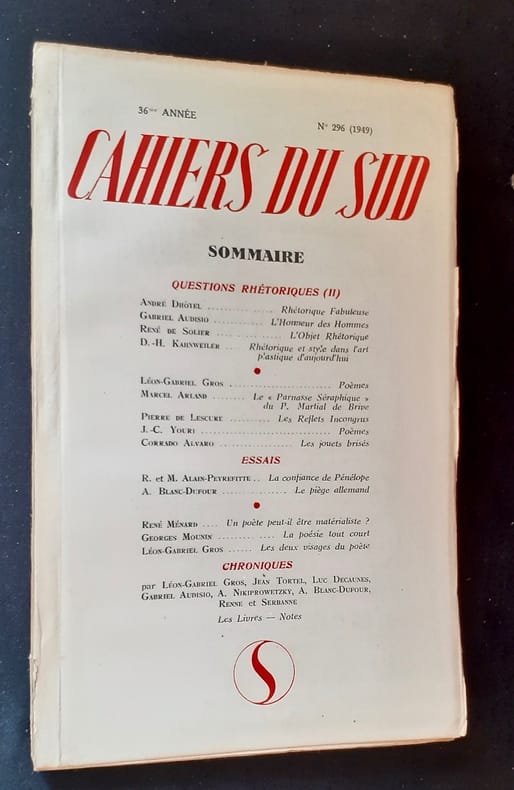 36ème ANNÉE
N° 296 (1949)
CAHIERS DU SUD
SOMMAIRE
QUESTIONS RHÉTORIQUES (II)
ANDRÉ DHÔTEL ................ Rhétorique Fabuleuse
GABRIEL AUDISIO ............ L'Honneur des Hommes
RENÉ DE SOLIER ............... L'Objet Rhétorique
D.-H. KAHNWEILER .... Rhétorique et style dans l'art
plastique d'aujourd'hui
●
LÉON-GABRIEL GROS ........................ Poèmes
MARCEL ARLAND ........ Le « Parnasse Séraphique »
du P. Martial de Brive
PIERRE DE LESCURE .......... Les Reflets Incongrus
J.-C. YOURI ................................ Poèmes
CORRADO ALVARO .................. Les jouets brisés
ESSAIS
R. et M. ALAIN-PEYREFITTE .. La confiance de Pénélope
A. BLANC-DUFOUR ................ Le piège allemand
●
RENÉ MÉNARD .... Un poète peut-il être matérialiste ?
GEORGES MOUNIN ............ La poésie tout court
LÉON-GABRIEL GROS ...... Les deux visages du poète
CHRONIQUES
par LÉON-GABRIEL GROS, JEAN TORTEL, LUC DECAUNES,
GABRIEL AUDISIO, A. NIKIPROWETZKY, A. BLANC-DUFOUR,
RENNE et SERBANNE
Les Livres — Notes
S